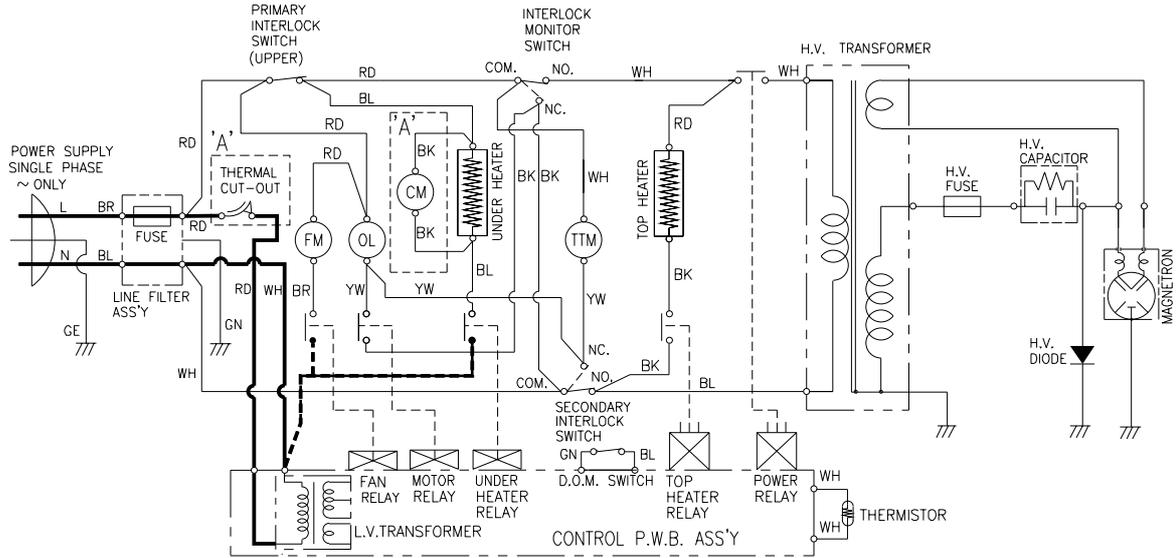 PRIMARY
INTERLOCK
SWITCH
(UPPER)
INTERLOCK
MONITOR
SWITCH
H.V. TRANSFORMER
RD
COM.
NO.
WH
WH
BL
NC.
'A'
'A'
RD
RD
RD
BK
RD
POWER SUPPLY
SINGLE PHASE
~ ONLY
THERMAL
CUT-OUT
UNDER HEATER
BK
BK
WH
TOP HEATER
H.V.
CAPACITOR
H.V.
FUSE
CM
L
BR
RD
FUSE
FM
OL
BK
TTM
N
BL
BL
BK
LINE FILTER
ASS'Y
RD
WH
BR
YW
YW
YW
MAGNETRON
GE
GN
NC.
H.V.
DIODE
WH
COM.
NO.
BK
BL
SECONDARY
INTERLOCK
SWITCH
GN
BL
FAN
RELAY
MOTOR
RELAY
UNDER
HEATER
RELAY
D.O.M. SWITCH
TOP
HEATER
RELAY
POWER
RELAY
WH
L.V.TRANSFORMER
CONTROL P.W.B. ASS'Y
WH
THERMISTOR